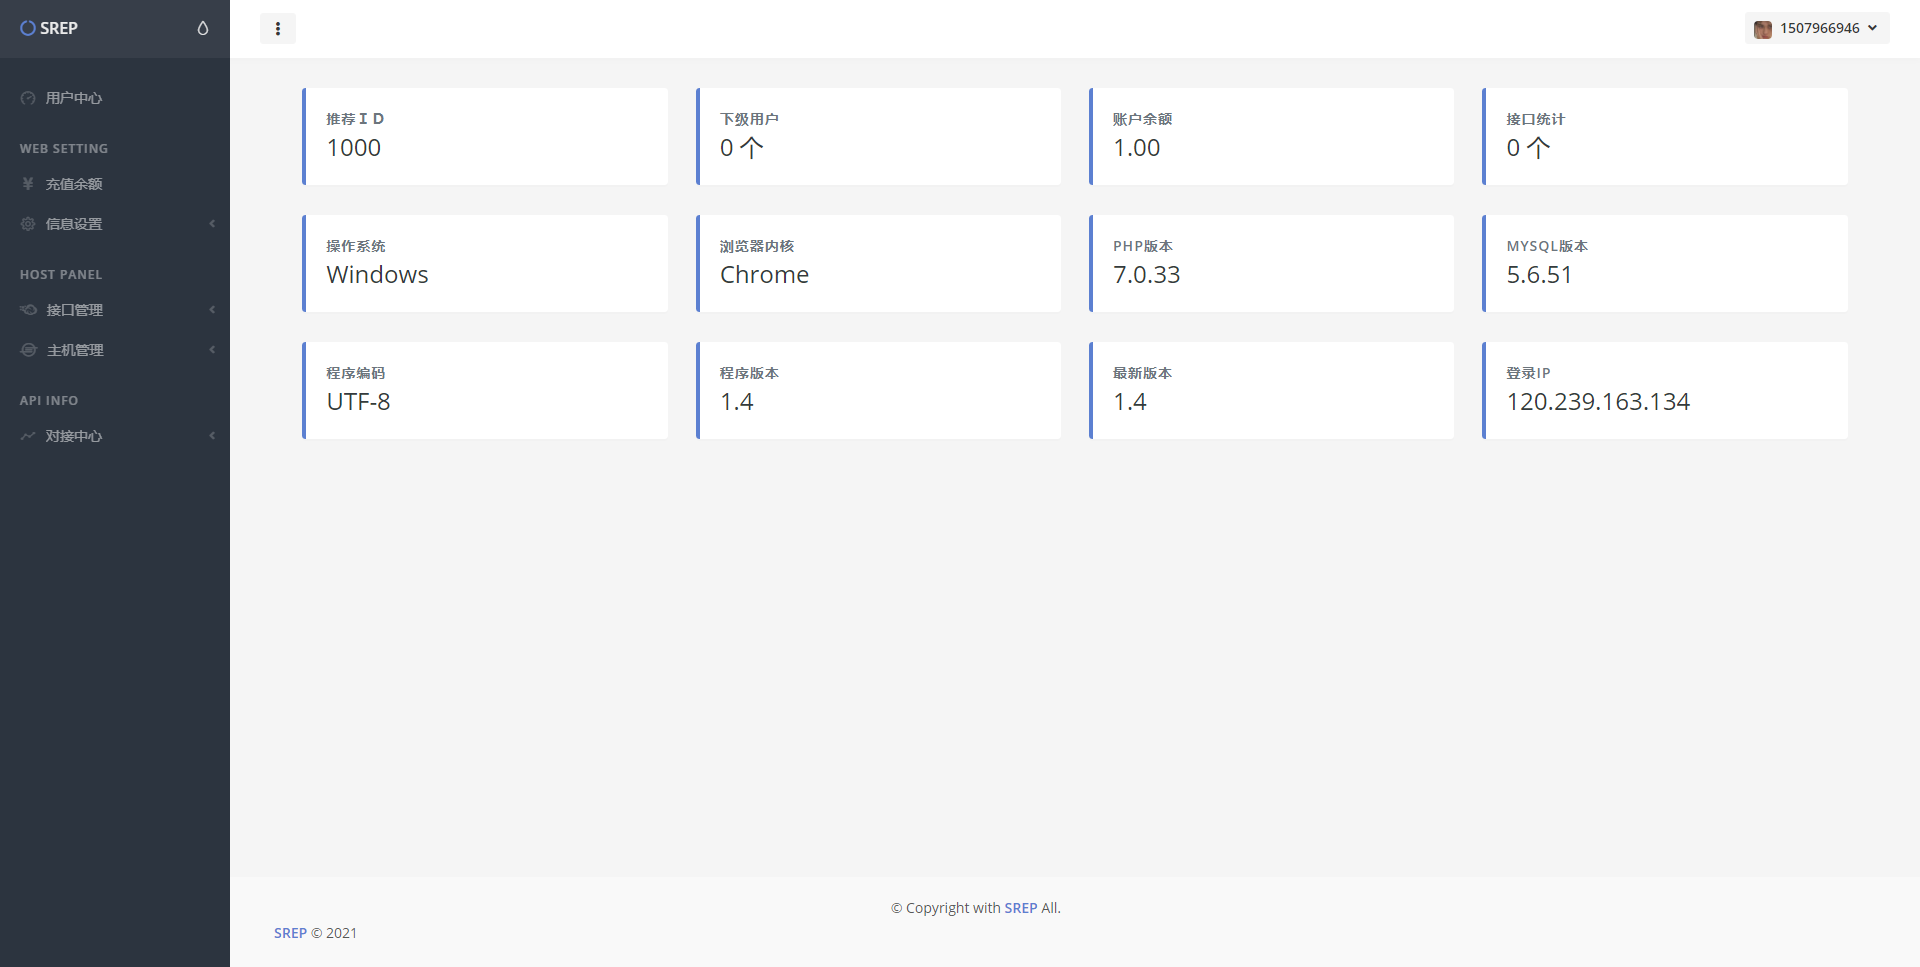 SREP
用户中心
WEB SETTING
充值余额
信息设置
HOST PANEL
接口管理
主机管理
API INFO
对接中心
1507966946
推荐ＩＤ
1000
下级用户
0 个
账户余额
1.00
接口统计
0 个
操作系统
Windows
浏览器内核
Chrome
PHP版本
7.0.33
MYSQL版本
5.6.51
程序编码
UTF-8
程序版本
1.4
最新版本
1.4
登录IP
120.239.163.134
© Copyright with SREP All.
SREP © 2021